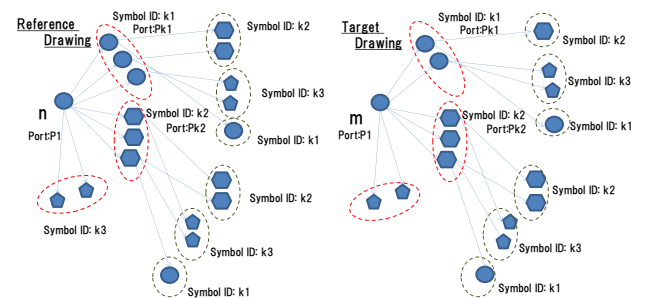 Reference
Drawing
Symbol ID: k1
Port:Pk1
Symbol ID: k2
Symbol ID: k3
Symbol ID: k1
n
Port:P1
Symbol ID: k2
Port:Pk2
Symbol ID: k2
Symbol ID: k3
Symbol ID: k3
Symbol ID: k1
Target
Drawing
Symbol ID: k1
Port:Pk1
Symbol ID: k2
Symbol ID: k3
Symbol ID: k1
m
Port:P1
Symbol ID: k2
Port:Pk2
Symbol ID: k2
Symbol ID: k3
Symbol ID: k1